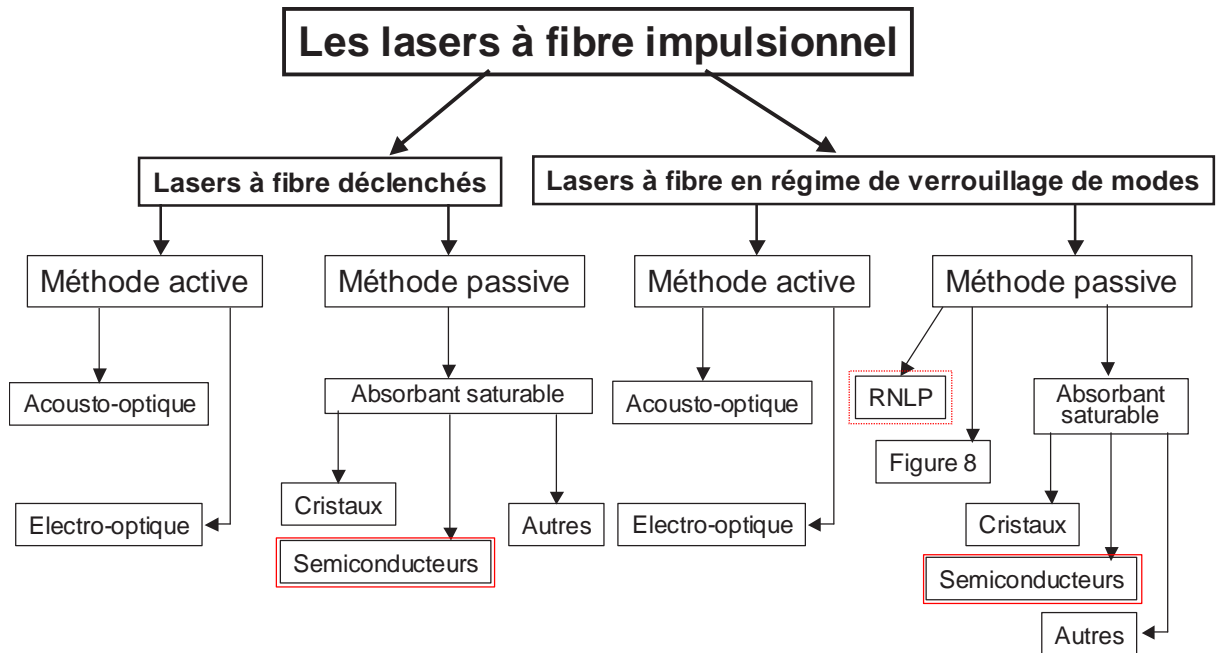 Les lasers à fibre impulsionnel
Lasers à fibre déclenchés
Lasers à fibre en régime de verrouillage de modes
Méthode active
Méthode passive
Méthode active
Méthode passive
Acousto-optique
Absorbant saturable
Acousto-optique
RNLP
Absorbant
saturable
Figure 8
Cristaux
Electro-optique
Autres
Electro-optique
Cristaux
Semiconducteurs
Semiconducteurs
Autres